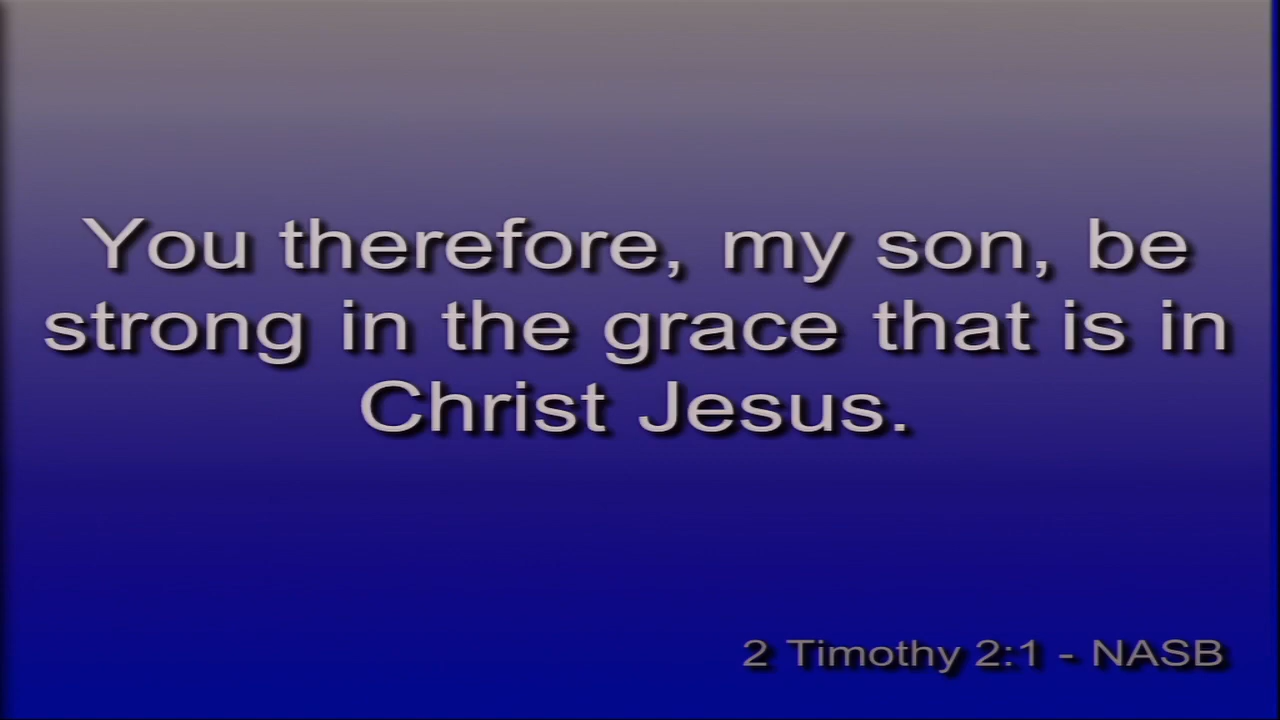 You therefore, my son, be
strong in the grace that is in
Christ Jesus.
2 Timothy 2:1 - NASB